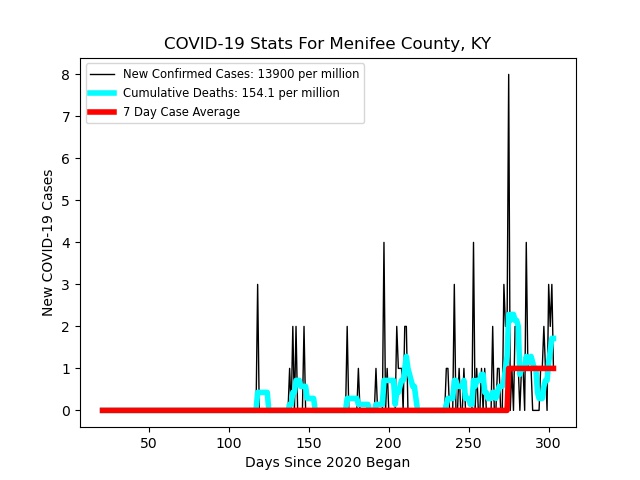 COVID-19 Stats For Menifee County, KY
New Confirmed Cases: 13900 per million
Cumulative Deaths: 154.1 per million
7 Day Case Average
New COVID-19 Cases
8
7
6
5
4
3
2
1
0
50 100 150 200 250 300
Days Since 2020 Began